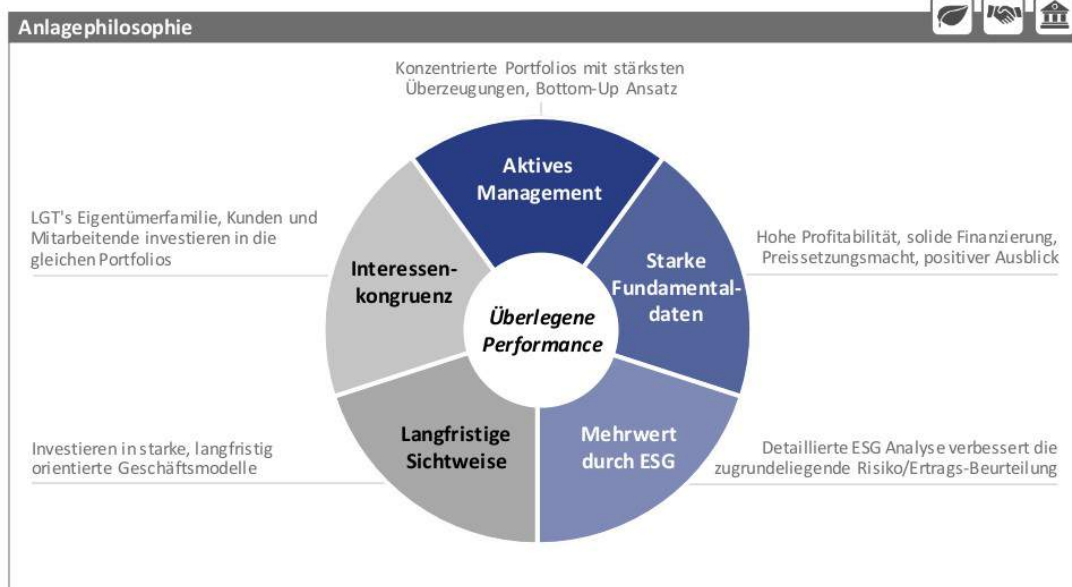 Anlagephilosophie
Konzentrierte Portfolios mit stärksten
Überzeugungen, Bottom-Up Ansatz
Aktives
Management
LGT's Eigentümerfamilie, Kunden und
Mitarbeitende investieren in die
gleichen Portfolios
Interessen-
kongruenz
Starke
Fundamental-
daten
Hohe Profitabilität, solide Finanzierung,
Preissetzungsmacht, positiver Ausblick
Überlegene
Performance
Investieren in starke, langfristig
orientierte Geschäftsmodelle
Langfristige
Sichtweise
Mehrwert
durch ESG
Detaillierte ESG Analyse verbessert die
zugrundeliegende Risiko/Ertrags-Beurteilung